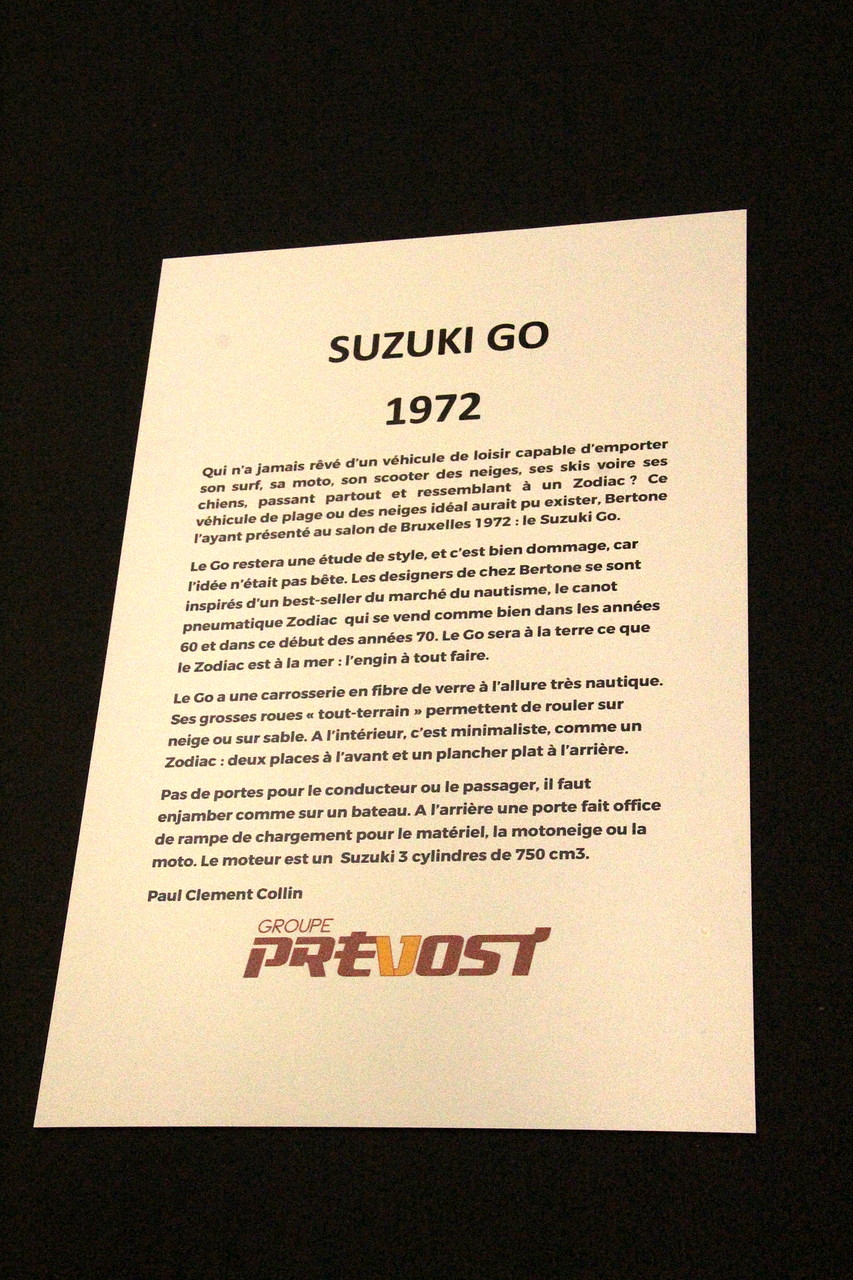 SUZUKI GO
1972
Qui n'a jamais rêvé d'un véhicule de loisir capable d'emporter
son surf, sa moto, son scooter des neiges, ses skis voire ses
chiens, passant partout et ressemblant à un Zodiac ? Ce
véhicule de plage ou des neiges idéal aurait pu exister, Bertone
l'ayant présenté au salon de Bruxelles 1972 : le Suzuki Go.
Le Go restera une étude de style, et c'est bien dommage, car
l'idée n'était pas bête. Les designers de chez Bertone se sont
inspirés d'un best-seller du marché du nautisme, le canot
pneumatique Zodiac qui se vend comme bien dans les années
60 et dans ce début des années 70. Le Go sera à la terre ce que
le Zodiac est à la mer : l'engin à tout faire.
Le Go a une carrosserie en fibre de verre à l'allure très nautique.
Ses grosses roues « tout-terrain » permettent de rouler sur
neige ou sur sable. A l'intérieur, c'est minimaliste, comme un
Zodiac : deux places à l'avant et un plancher plat à l'arrière.
Pas de portes pour le conducteur ou le passager, il faut
enjamber comme sur un bateau. A l'arrière une porte fait office
de rampe de chargement pour le matériel, la motoneige ou la
moto. Le moteur est un Suzuki 3 cylindres de 750 cm3.
Paul Clement Collin
GROUPE
PRÉVOST